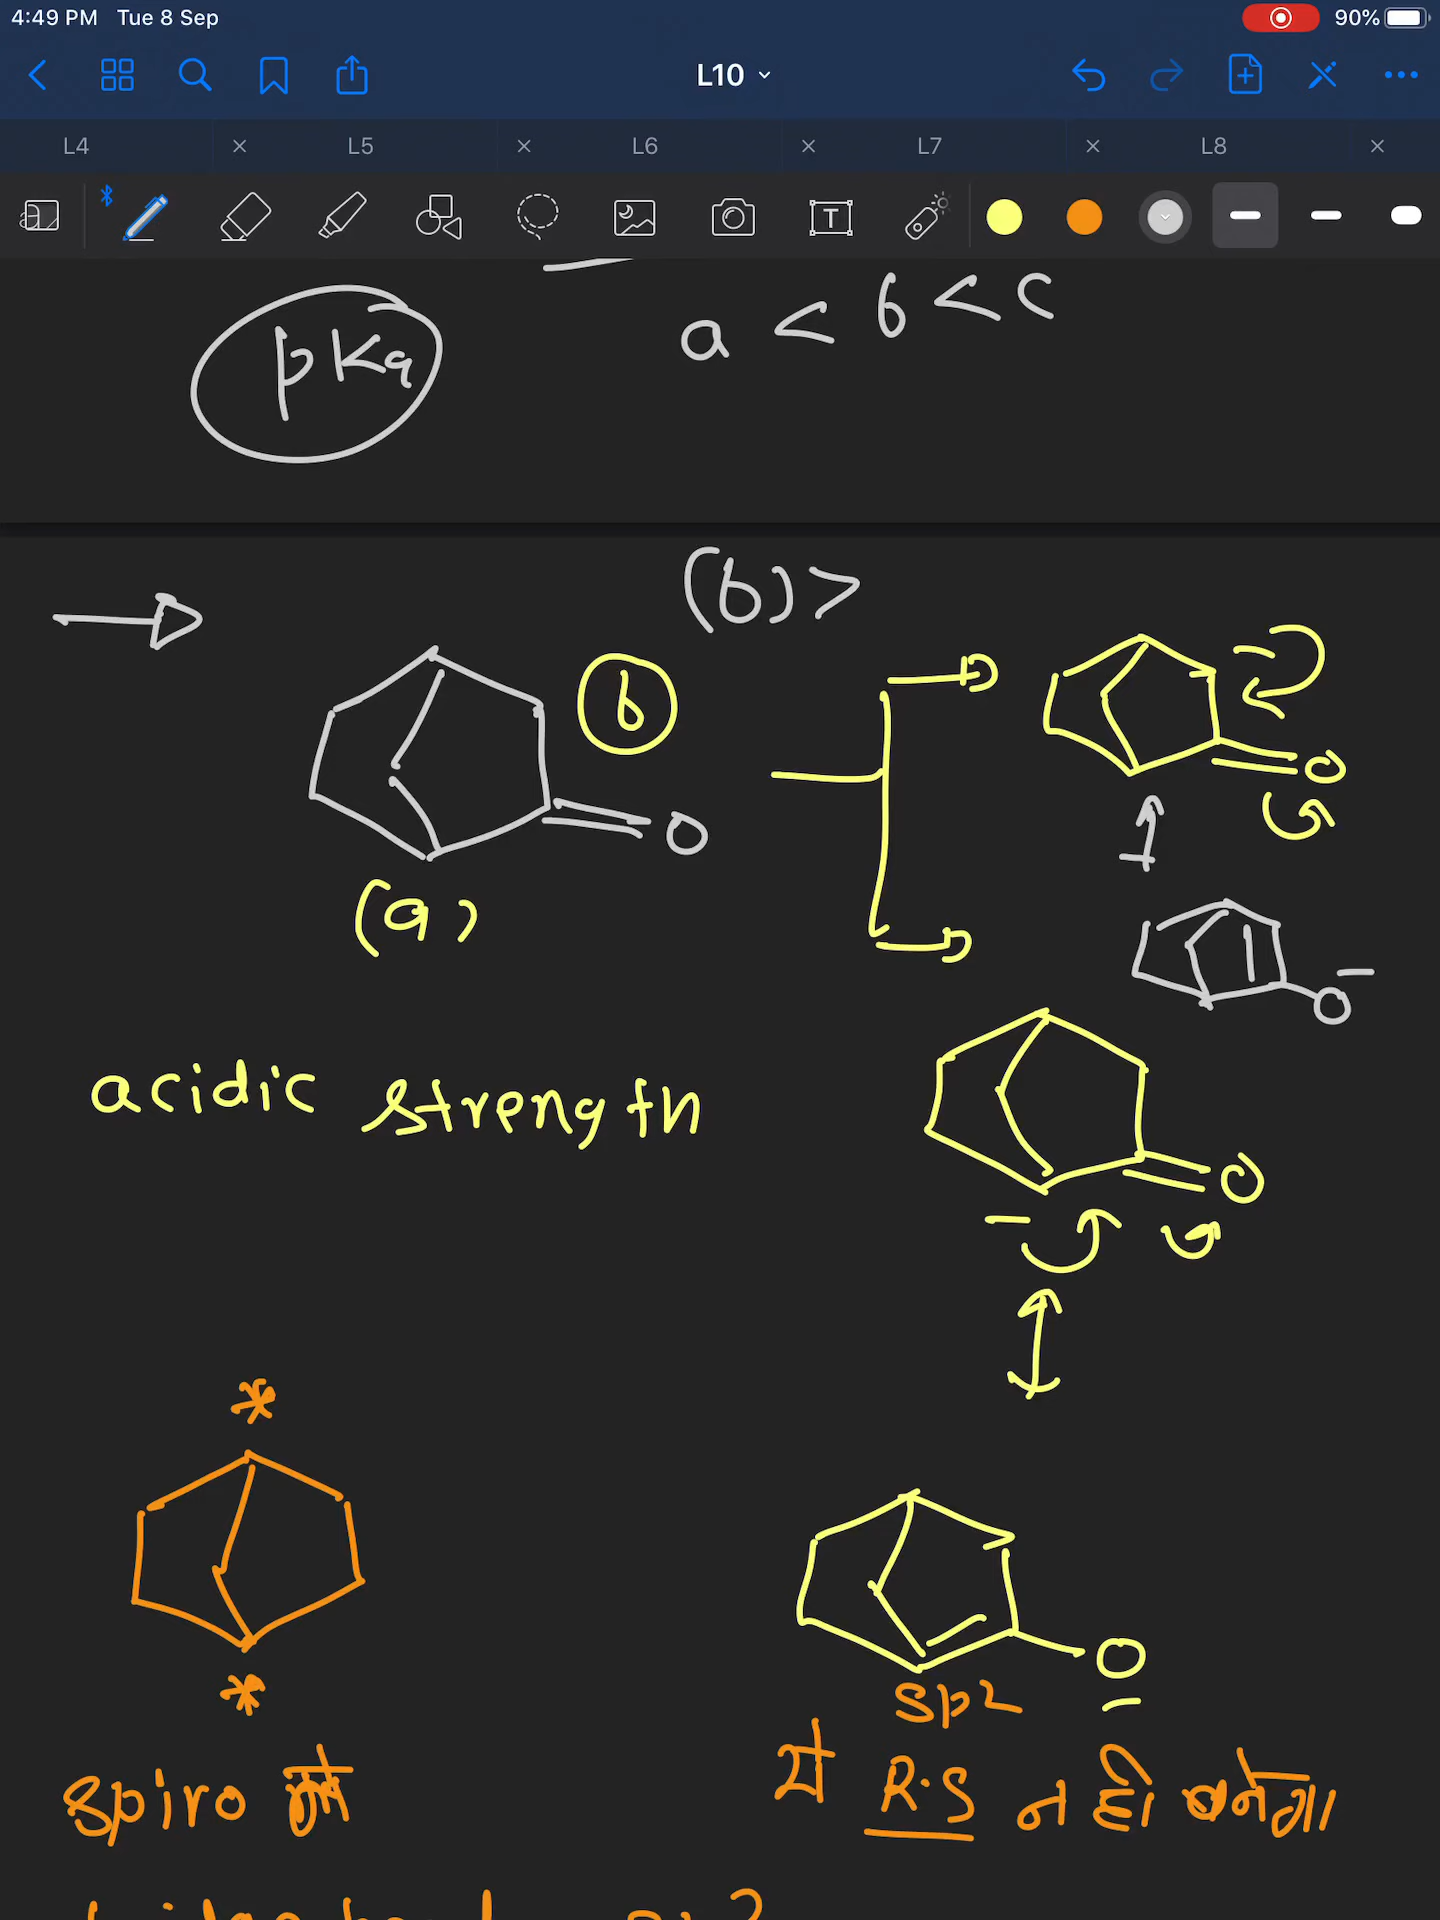 4:49 PM Tue 8 Sep 90%
L10
L4 × L5 × L6 × L7 × L8 ×
T
pKa a < b < c
(b) >
b
O
O
(a)
O
acidic strength
O
O
sp2
ये R.S नही बनेगा
spiro